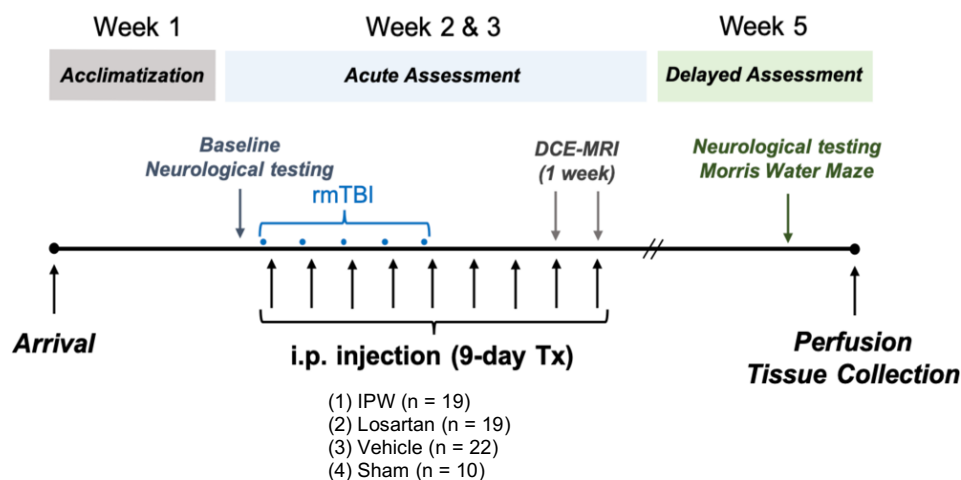 Week 1
Week 2 & 3
Week 5
Acclimatization
Acute Assessment
Delayed Assessment
Baseline
Neurological testing
rmTBI
DCE-MRI
(1 week)
Neurological testing
Morris Water Maze
Arrival
i.p. injection (9-day Tx)
Perfusion
Tissue Collection
(1) IPW (n = 19)
(2) Losartan (n = 19)
(3) Vehicle (n = 22)
(4) Sham (n = 10)